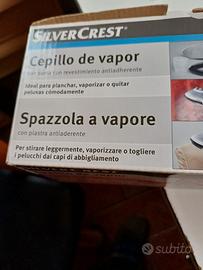 SILVERCREST®
Cepillo de vapor
con suela con revestimiento antiadherente
Ideal para planchar, vaporizar o quitar
pelusas cómodamente
Spazzola a vapore
con piastra antiaderente
Per stirare leggermente, vaporizzare o togliere
i pelucchi dai capi di abbigliamento
subito